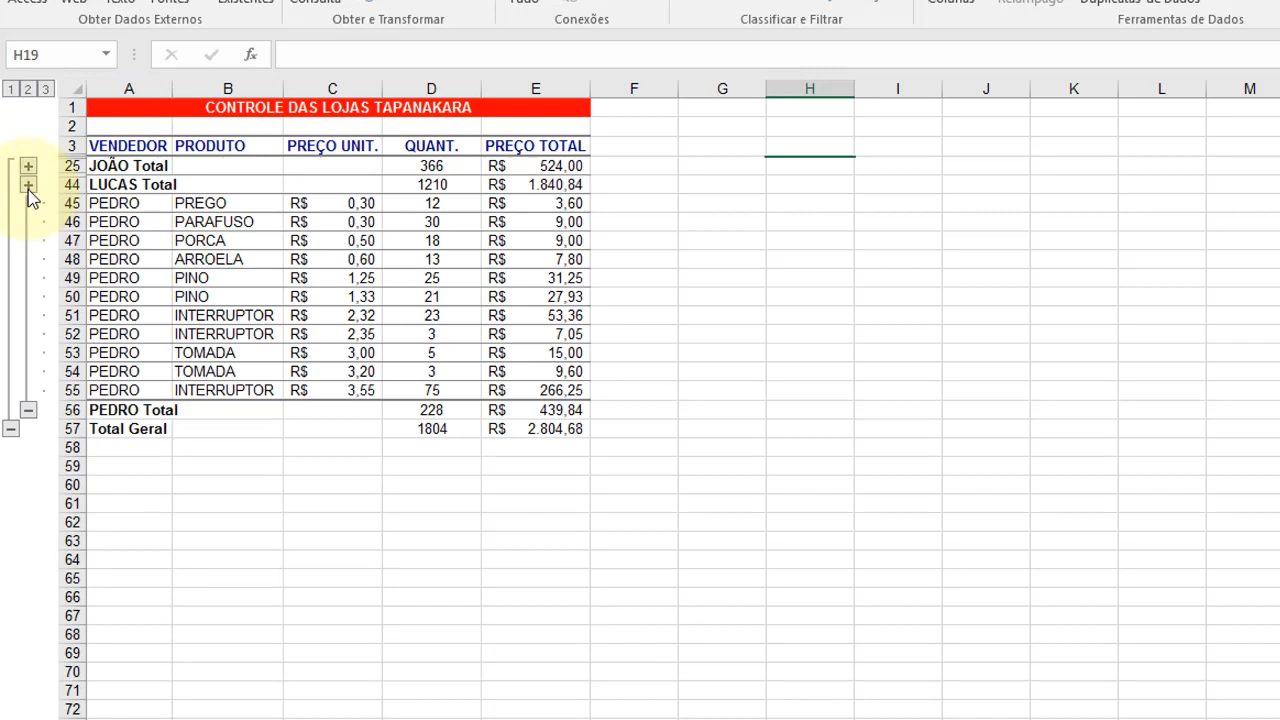 Access Web Texto Fontes Existentes Consulta Tudo Colunas Relâmpago Duplicatas de Dados
Obter Dados Externos Obter e Transformar Conexões Classificar e Filtrar Ferramentas de Dados
H19 fx
1 2 3 A B C D E F G H I J K L M
1 CONTROLE DAS LOJAS TAPANAKARA
2
3 VENDEDOR PRODUTO PREÇO UNIT. QUANT. PREÇO TOTAL
+ 25 JOÃO Total 366 R$ 524,00
+ 44 LUCAS Total 1210 R$ 1.840,84
45 PEDRO PREGO R$ 0,30 12 R$ 3,60
46 PEDRO PARAFUSO R$ 0,30 30 R$ 9,00
47 PEDRO PORCA R$ 0,50 18 R$ 9,00
48 PEDRO ARROELA R$ 0,60 13 R$ 7,80
49 PEDRO PINO R$ 1,25 25 R$ 31,25
50 PEDRO PINO R$ 1,33 21 R$ 27,93
51 PEDRO INTERRUPTOR R$ 2,32 23 R$ 53,36
52 PEDRO INTERRUPTOR R$ 2,35 3 R$ 7,05
53 PEDRO TOMADA R$ 3,00 5 R$ 15,00
54 PEDRO TOMADA R$ 3,20 3 R$ 9,60
55 PEDRO INTERRUPTOR R$ 3,55 75 R$ 266,25
- 56 PEDRO Total 228 R$ 439,84
- 57 Total Geral 1804 R$ 2.804,68
58
59
60
61
62
63
64
65
66
67
68
69
70
71
72